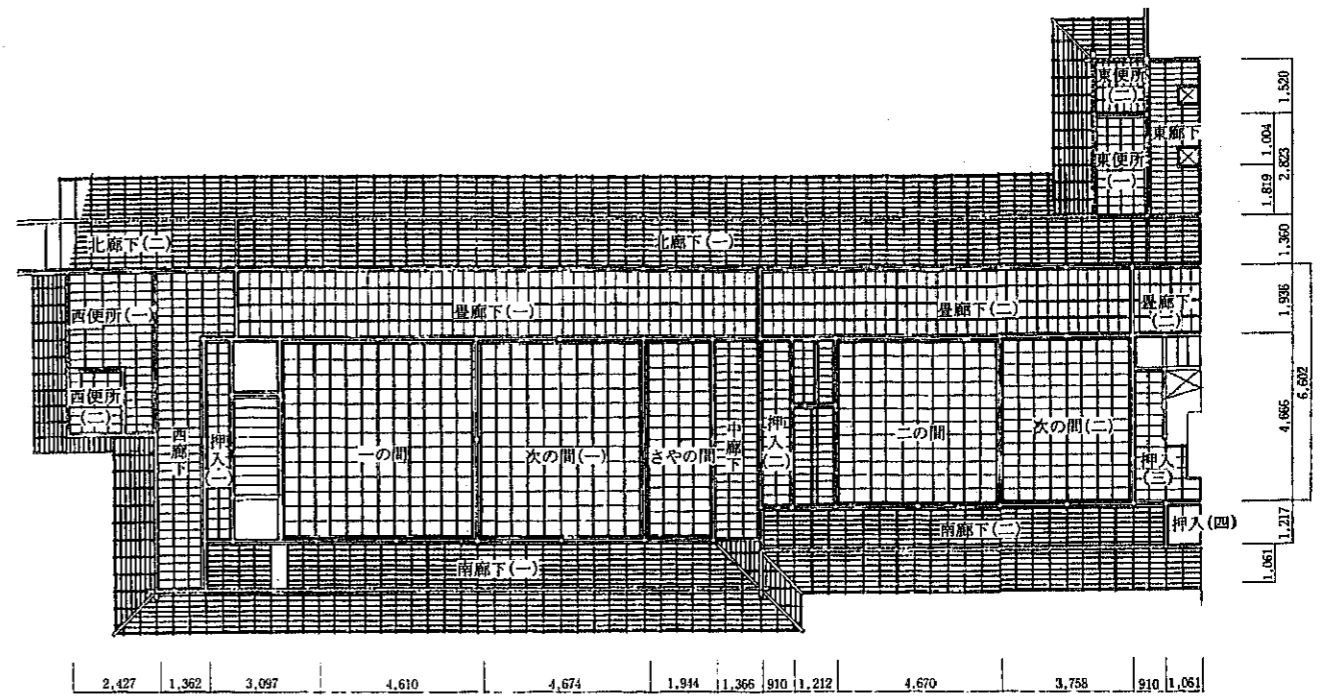 東便所
(二)
東廊下
東便所
(一)
北廊下(二)
北廊下(一)
西便所(一)
畳廊下(一)
畳廊下(二)
畳廊下
(二)
西便所
(二)
西廊下
押入(一)
一の間
次の間(一)
さやの間
中廊下
押入(二)
二の間
次の間(二)
押入
(三)
南廊下(一)
南廊下(二)
押入(四)
1,520
1,004
2,823
1,819
1,360
1,936
6,602
4,666
1,217
1,061
2,427
1,362
3,097
4,610
4,674
1,944
1,366
910
1,212
4,670
3,758
910
1,061